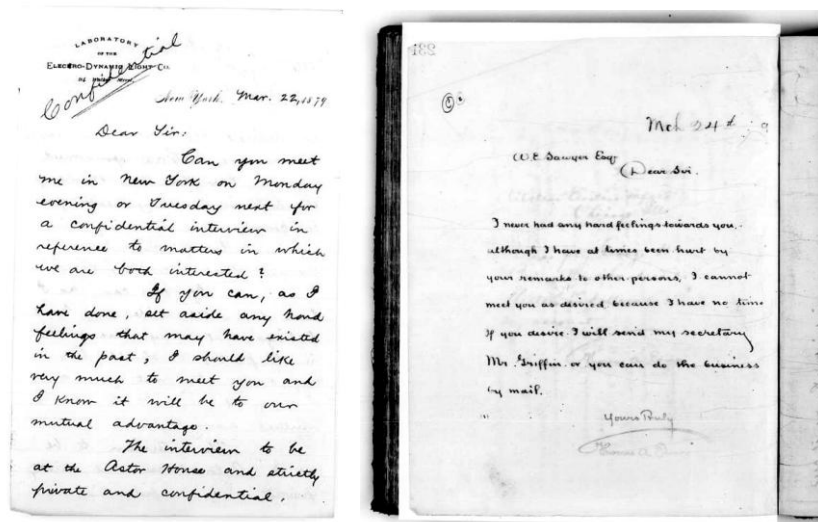 LABORATORY
OF THE
ELECTRO-DYNAMIC LIGHT CO.
Confidential
New York, Mar. 22, 1879
Dear Sir:
Can you meet
me in New York on Monday
evening or Tuesday next for
a confidential interview in
reference to matters in which
we are both interested?
If you can, as I
have done, set aside any hard
feelings that may have existed
in the past, I should like
very much to meet you and
I know it will be to our
mutual advantage.
The interview to be
at the Astor House and strictly
private and confidential.
231
Mch 24th 9
W. E. Sawyer Esq
Dear Sir.
I never had any hard feelings towards you,
although I have at times been hurt by
your remarks to other persons, I cannot
meet you as desired because I have no time
If you desire I will send my secretary
Mr. Griffin or you can do the business
by mail.
Yours Truly
Thomas A.